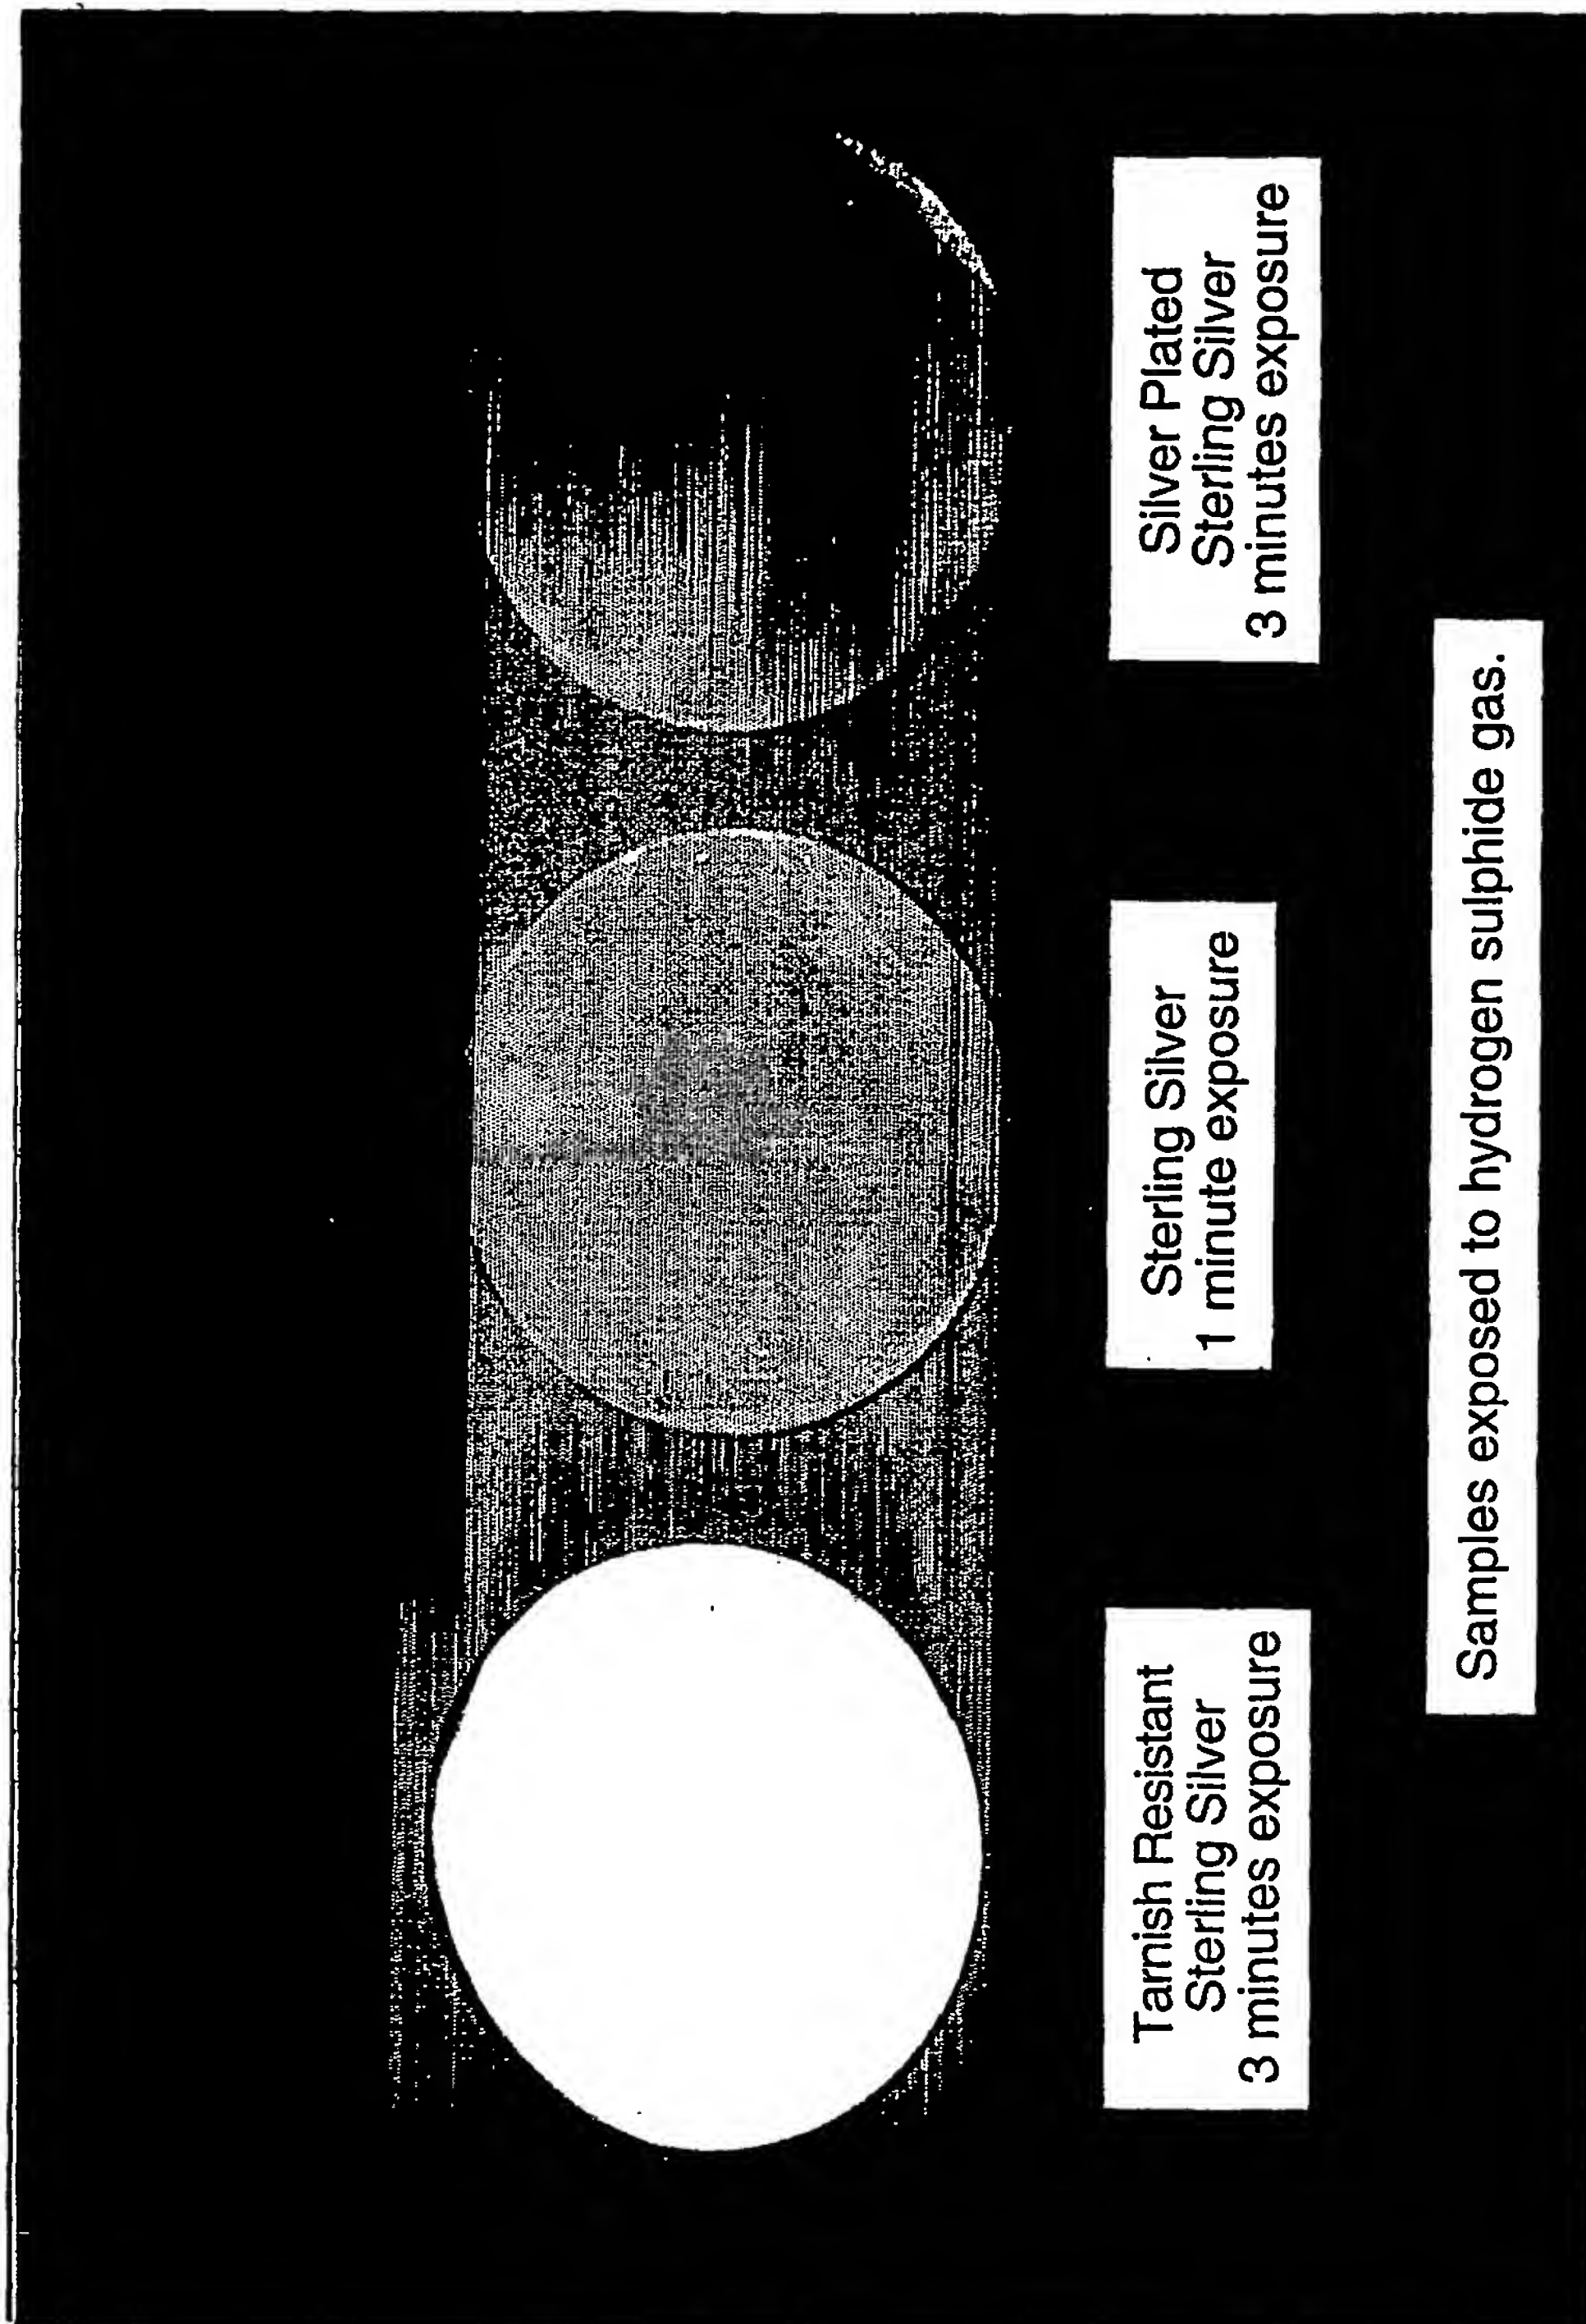 Tarnish Resistant
Sterling Silver
3 minutes exposure
Sterling Silver
1 minute exposure
Silver Plated
Sterling Silver
3 minutes exposure
Samples exposed to hydrogen sulphide gas.